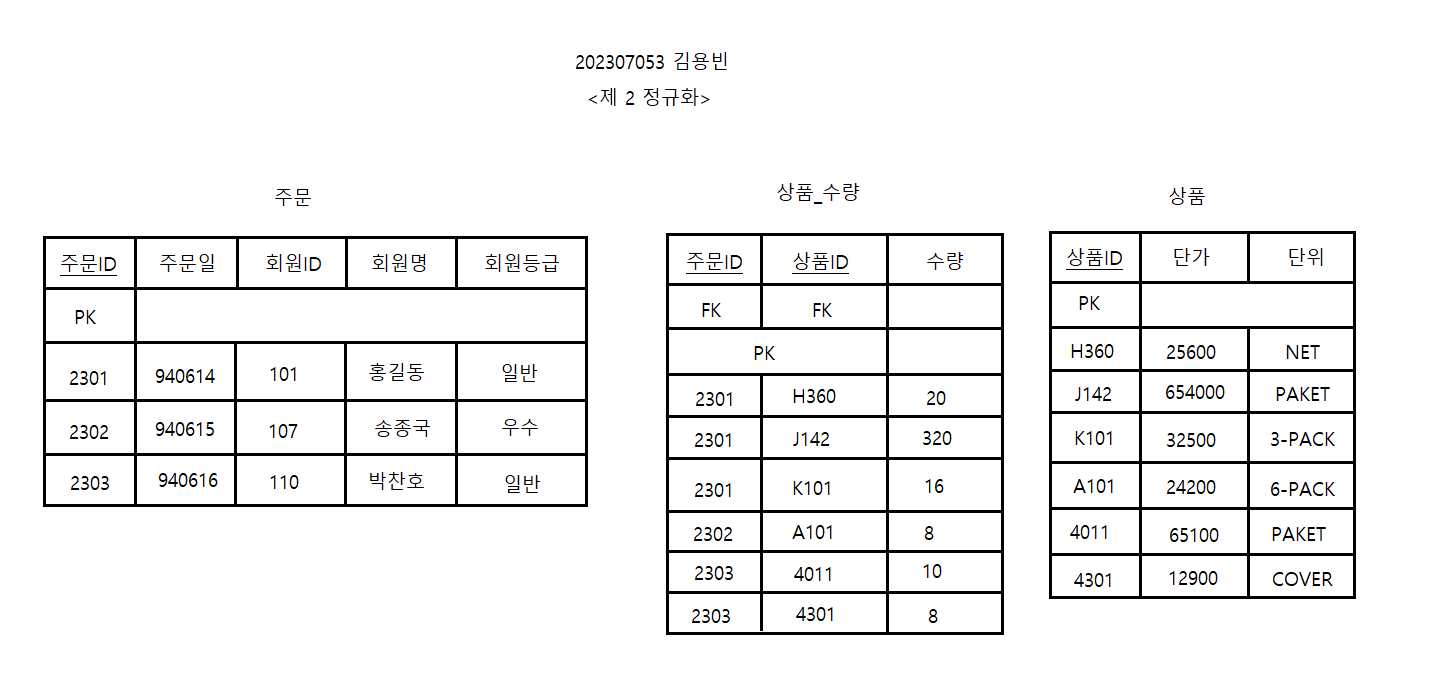 202307053 김용빈
<제 2 정규화>
주문
주문ID 주문일 회원ID 회원명 회원등급
PK
2301 940614 101 홍길동 일반
2302 940615 107 송종국 우수
2303 940616 110 박찬호 일반
상품_수량
주문ID 상품ID 수량
FK FK
PK
2301 H360 20
2301 J142 320
2301 K101 16
2302 A101 8
2303 4011 10
2303 4301 8
상품
상품ID 단가 단위
PK
H360 25600 NET
J142 654000 PAKET
K101 32500 3-PACK
A101 24200 6-PACK
4011 65100 PAKET
4301 12900 COVER